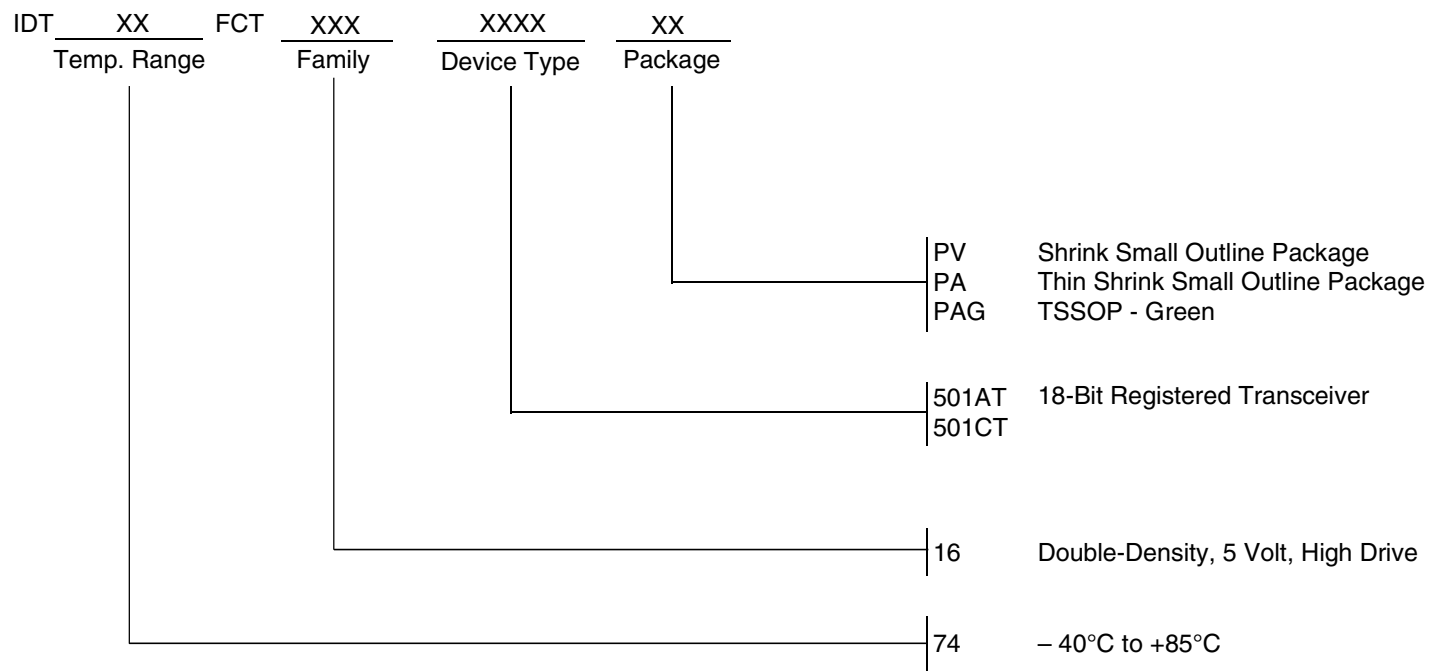 IDT XX FCT XXX XXXX XX
Temp. Range Family Device Type Package
PV Shrink Small Outline Package
PA Thin Shrink Small Outline Package
PAG TSSOP - Green
501AT 18-Bit Registered Transceiver
501CT
16 Double-Density, 5 Volt, High Drive
74 – 40°C to +85°C